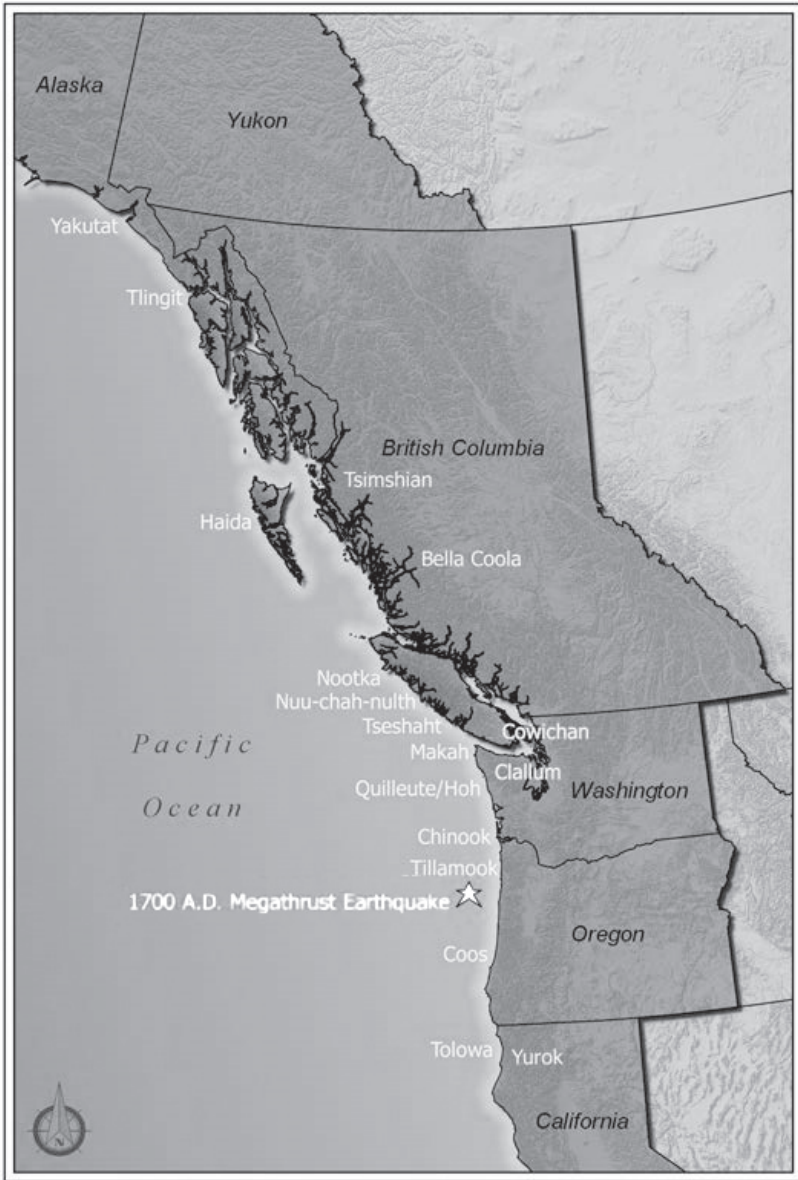 Alaska
Yukon
Yakutat
Tlingit
British Columbia
Tsimshian
Haida
Bella Coola
Nootka
Nuu-chah-nulth
Tseshaht
Cowichan
Makah
Clallum
Pacific
Ocean
Quilleute/Hoh
Washington
Chinook
Tillamook
1700 A.D. Megathrust Earthquake
Oregon
Coos
Tolowa
Yurok
California
N